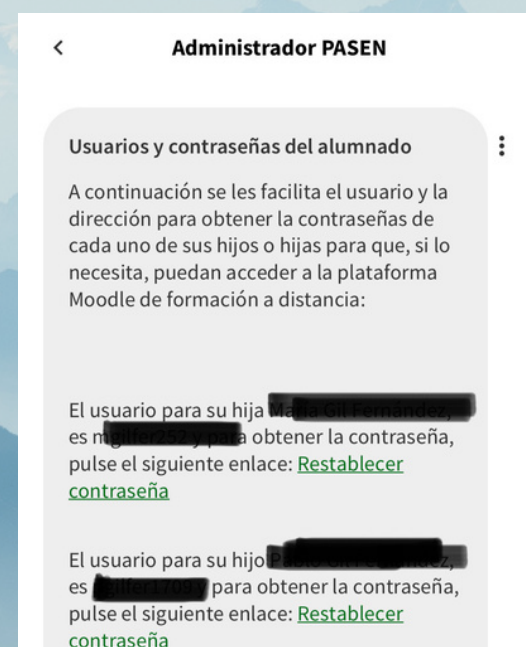 Administrador PASEN
Usuarios y contraseñas del alumnado
A continuación se les facilita el usuario y la
dirección para obtener la contraseñas de
cada uno de sus hijos o hijas para que, si lo
necesita, puedan acceder a la plataforma
Moodle de formación a distancia:
El usuario para su hija
es a obtener la contraseña,
pulse el siguiente enlace: Restablecer
contraseña
El usuario para su hijo
es para obtener la contraseña,
pulse el siguiente enlace: Restablecer
contraseña